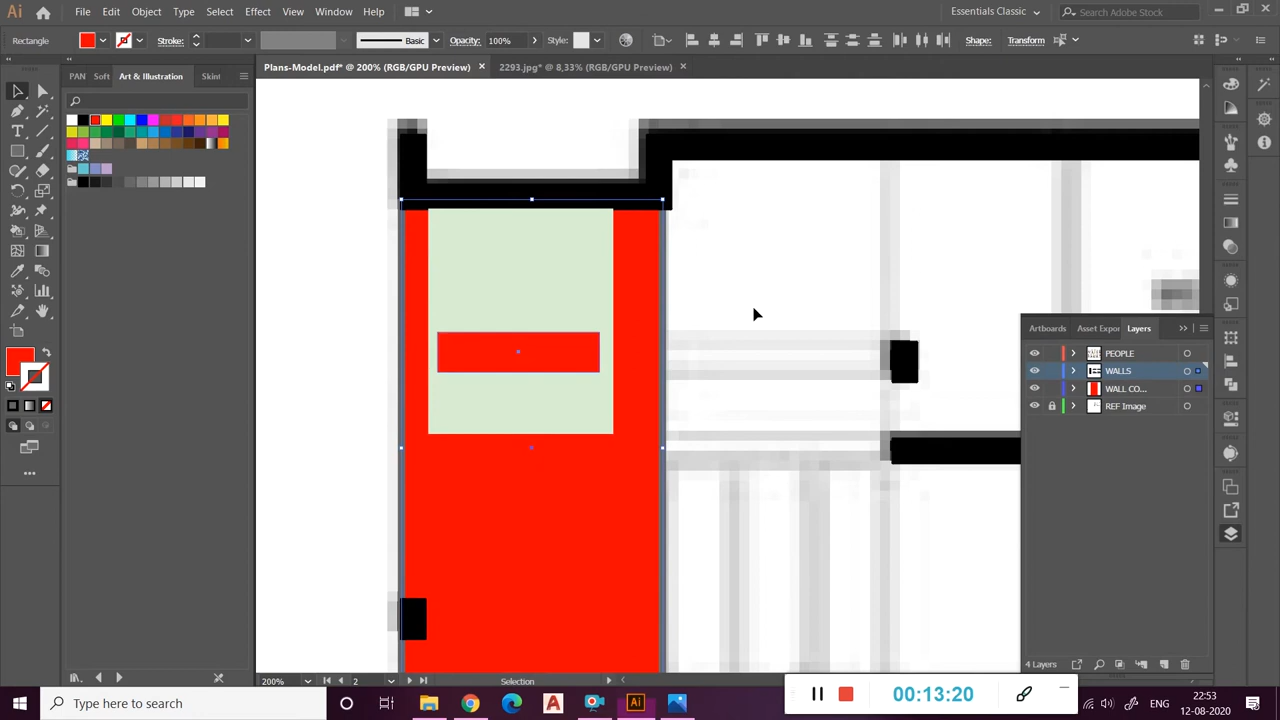 Ai File Edit Object Type Select Effect View Window Help Essentials Classic Search Adobe Stock
Rectangle Stroke: Basic Opacity: 100% Style: Shape: Transform
PAN Soft Art & Illustration Skint
Plans-Model.pdf* @ 200% (RGB/GPU Preview) × 2293.jpg* @ 8,33% (RGB/GPU Preview) ×
Artboards Asset Expor Layers
PEOPLE
WALLS
WALL CO...
REF Image
4 Layers
200% 2 Selection
Type here to search
00:13:20
ENG
22:53
12-08-2020